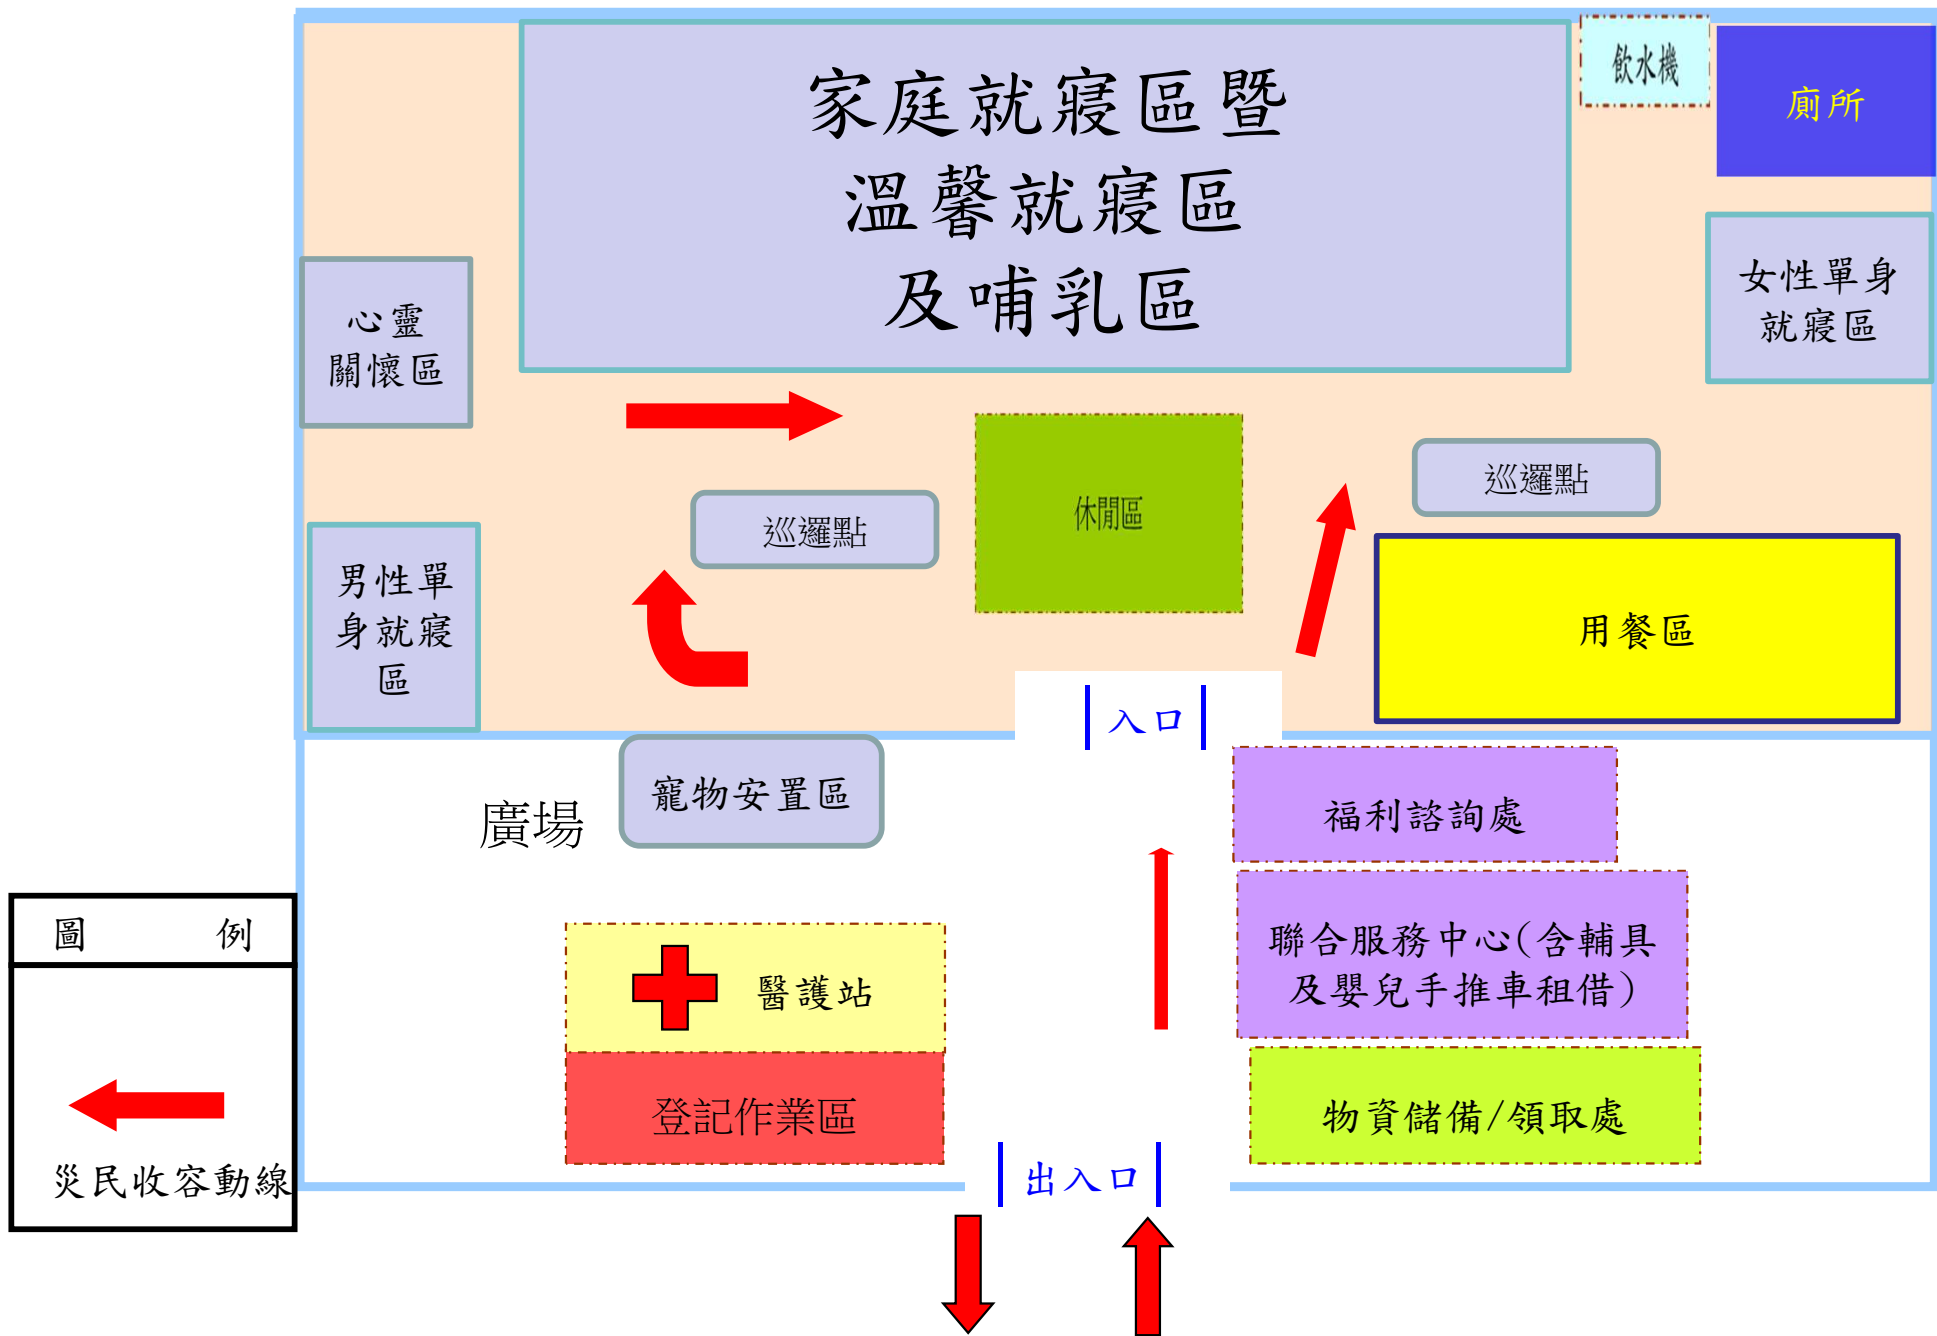 家庭就寢區暨
溫馨就寢區
及哺乳區
飲水機
廁所
心靈
關懷區
女性單身
就寢區
巡邏點
休閒區
巡邏點
男性單
身就寢
區
用餐區
入口
廣場
寵物安置區
福利諮詢處
聯合服務中心(含輔具
及嬰兒手推車租借)
醫護站
登記作業區
物資儲備/領取處
出入口
圖 例
災民收容動線